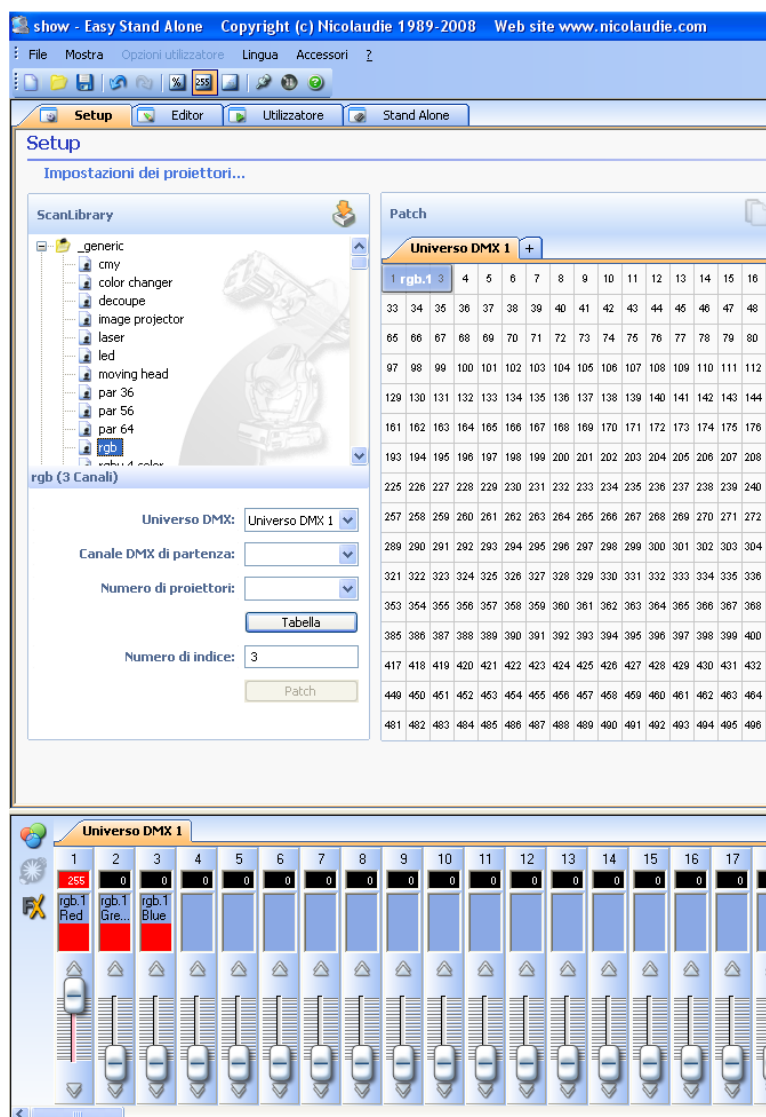 show - Easy Stand Alone Copyright (c) Nicolaudie 1989-2008 Web site www.nicolaudie.com
File Mostra Opzioni utilizzatore Lingua Accessori ?
% 255
Setup Editor Utilizzatore Stand Alone
Setup
Impostazioni dei proiettori...
ScanLibrary
_generic
cmy
color changer
decoupe
image projector
laser
led
moving head
par 36
par 56
par 64
rgb
rgb (3 Canali)
Universo DMX: Universo DMX 1
Canale DMX di partenza:
Numero di proiettori:
Tabella
Numero di indice: 3
Patch
Patch
Universo DMX 1 +
1 rgb.1 3 4 5 6 7 8 9 10 11 12 13 14 15 16
33 34 35 36 37 38 39 40 41 42 43 44 45 46 47 48
65 66 67 68 69 70 71 72 73 74 75 76 77 78 79 80
97 98 99 100 101 102 103 104 105 106 107 108 109 110 111 112
129 130 131 132 133 134 135 136 137 138 139 140 141 142 143 144
161 162 163 164 165 166 167 168 169 170 171 172 173 174 175 176
193 194 195 196 197 198 199 200 201 202 203 204 205 206 207 208
225 226 227 228 229 230 231 232 233 234 235 236 237 238 239 240
257 258 259 260 261 262 263 264 265 266 267 268 269 270 271 272
289 290 291 292 293 294 295 296 297 298 299 300 301 302 303 304
321 322 323 324 325 326 327 328 329 330 331 332 333 334 335 336
353 354 355 356 357 358 359 360 361 362 363 364 365 366 367 368
385 386 387 388 389 390 391 392 393 394 395 396 397 398 399 400
417 418 419 420 421 422 423 424 425 426 427 428 429 430 431 432
449 450 451 452 453 454 455 456 457 458 459 460 461 462 463 464
481 482 483 484 485 486 487 488 489 490 491 492 493 494 495 496
Universo DMX 1
1 2 3 4 5 6 7 8 9 10 11 12 13 14 15 16 17
255 0 0 0 0 0 0 0 0 0 0 0 0 0 0 0 0
rgb.1 rgb.1 rgb.1
Red Gre... Blue
FX